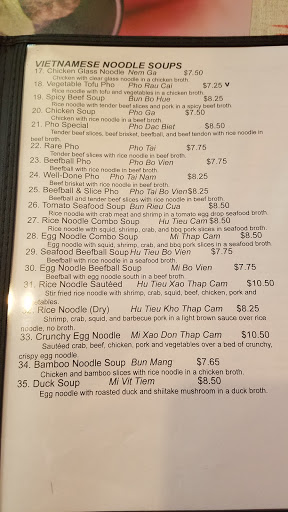 VIETNAMESE NOODLE SOUPS
17. Chicken Glass Noodle Nem Ga $7.50
Chicken with clear glass noodle in a chicken broth.
18. Vegetable Tofu Pho Pho Rau Cai $7.25 V
Rice noodle with tofu and vegetables in a chicken broth.
19. Spicy Beef Soup Bun Bo Hue $8.25
Rice noodle with tender beef slices and pork in a spicy beef broth.
20. Chicken Soup Pho Ga $7.50
Chicken with rice noodle in a beef broth.
21. Pho Special Pho Dac Biet $8.50
Tender beef slices, beef brisket, beefball, and beef tendon with rice noodle in
beef broth.
22. Rare Pho Pho Tai $7.75
Tender beef slices with rice noodle in beef broth.
23. Beefball Pho Pho Bo Vien $7.75
Beefball with rice noodle in beef broth.
24. Well-Done Pho Pho Tai Nam $8.25
Beef brisket with rice noodle in beef broth.
25. Beefball & Slice Pho Pho Tai Bo Vien $8.25
Beefball and tender beef slices with rice noodle in beef broth.
26. Tomato Seafood Soup Bun Rieu Cua $8.50
Rice noodle with crab meat and shrimp in a tomato egg drop seafood broth.
27. Rice Noodle Combo Soup Hu Tieu Cam $8.50
Rice noodle with squid, shrimp, crab, and bbq pork slices in seafood broth.
28. Egg Noodle Combo Soup Mi Thap Cam $8.50
Egg noodle with squid, shrimp, crab, and bbq pork slices in a seafood broth.
29. Seafood Beefball Soup Hu Tieu Bo Vien $7.75
Beefball with rice noodle in a seafood broth.
30. Egg Noodle Beefball Soup Mi Bo Vien $7.75
Beefball with egg noodle south in a beef broth.
31. Rice Noodle Sautéed Hu Tieu Xao Thap Cam $10.50
Stir fried rice noodle with shrimp, crab, squid, beef, chicken, pork and
Rice Noodle (Dry) Hu Tieu Kho Thap Cam $8.25
Shrimp, crab, squid, and barbecue pork in a light brown sauce over rice
noodle, no broth.
33. Crunchy Egg Noodle Mi Xao Don Thap Cam $10.50
Sautéed crab, beef, chicken, pork and vegetables over a bed of crunchy,
crispy egg noodle.
34. Bamboo Noodle Soup Bun Mang $7.65
Chicken and bamboo slices with rice noodle in a chicken broth.
35. Duck Soup Mi Vit Tiem $8.50
Egg noodle with roasted duck and shiitake mushroom in a duck broth.